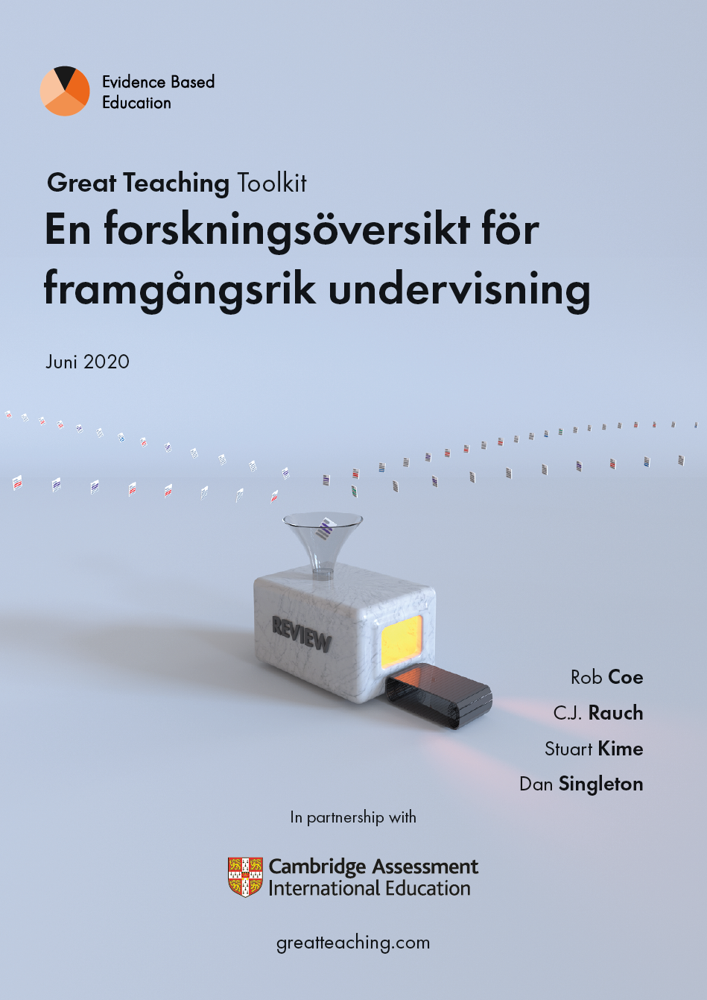 Evidence Based
Education
Great Teaching Toolkit
En forskningsöversikt för
framgångsrik undervisning
Juni 2020
REVIEW
Rob Coe
C.J. Rauch
Stuart Kime
Dan Singleton
In partnership with
Cambridge Assessment
International Education
greatteaching.com